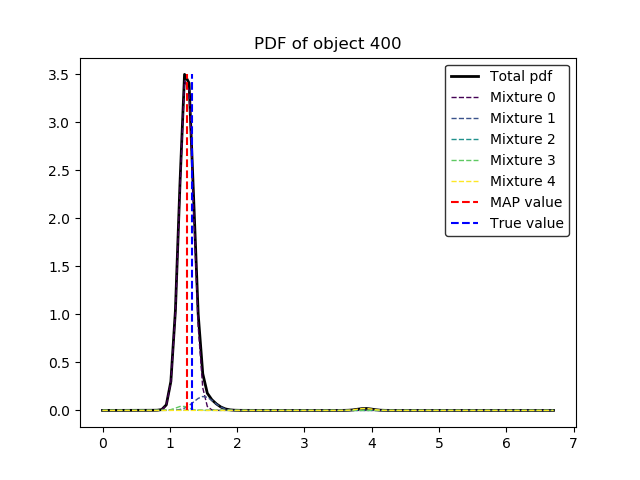 PDF of object 400
Total pdf
Mixture 0
Mixture 1
Mixture 2
Mixture 3
Mixture 4
MAP value
True value
3.5
3.0
2.5
2.0
1.5
1.0
0.5
0.0
0 1 2 3 4 5 6 7